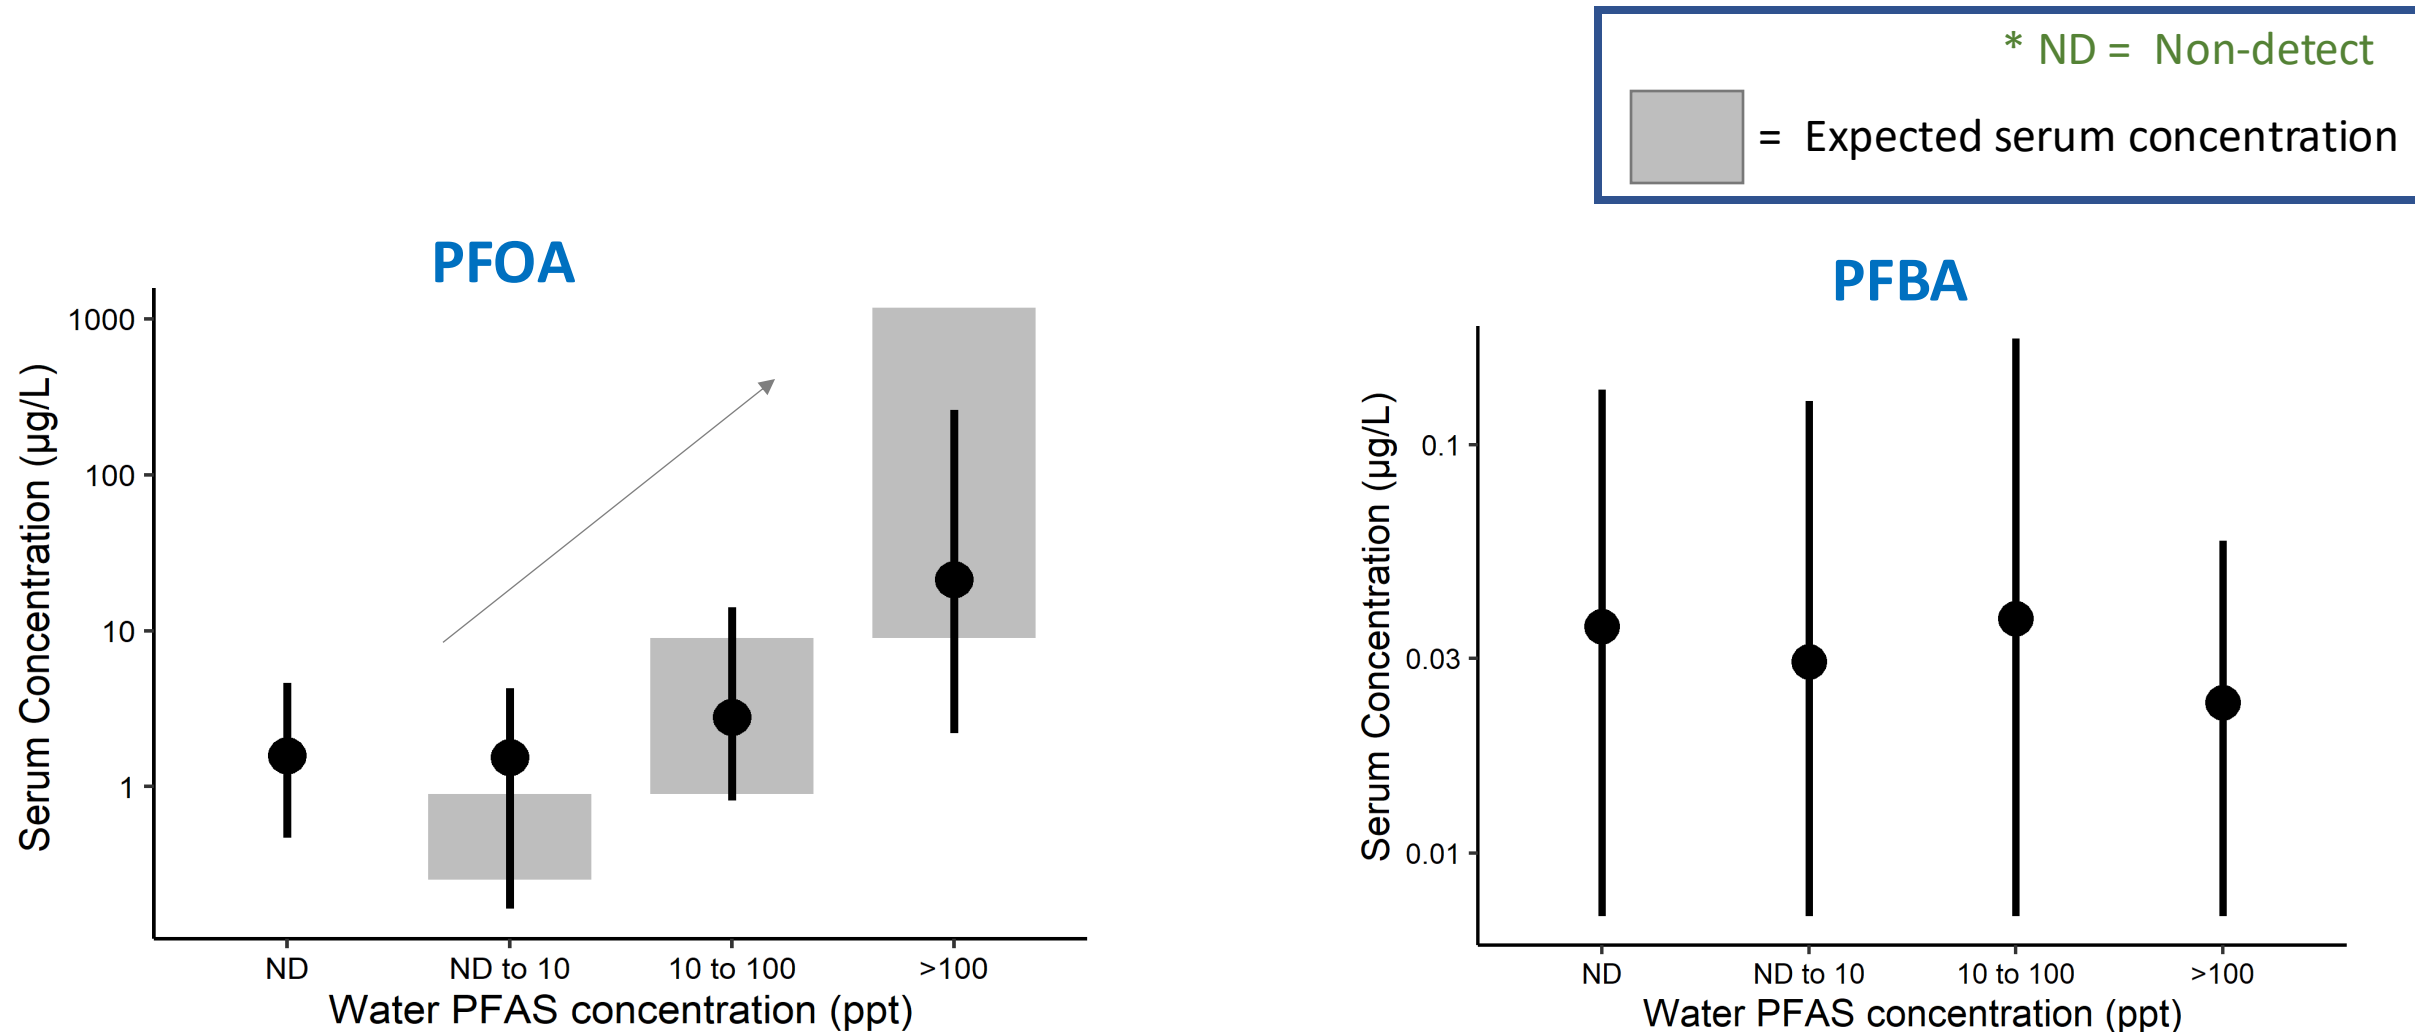 * ND = Non-detect
= Expected serum concentration
PFOA
Serum Concentration (µg/L)
1000
100
10
1
ND
ND to 10
10 to 100
>100
Water PFAS concentration (ppt)
PFBA
Serum Concentration (µg/L)
0.1
0.03
0.01
ND
ND to 10
10 to 100
>100
Water PFAS concentration (ppt)